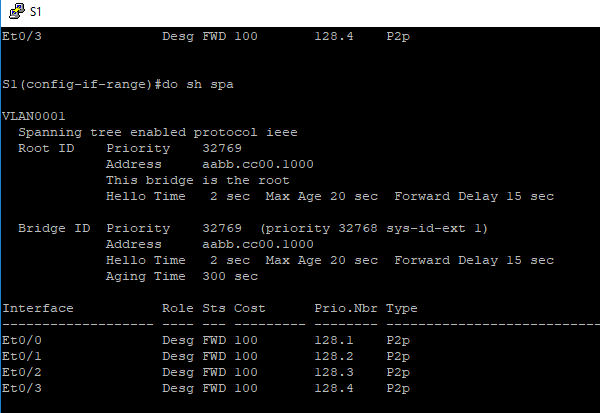 S1
Et0/3               Desg FWD 100       128.4    P2p
S1(config-if-range)#do sh spa
VLAN0001
  Spanning tree enabled protocol ieee
  Root ID    Priority    32769
             Address     aabb.cc00.1000
             This bridge is the root
             Hello Time   2 sec  Max Age 20 sec  Forward Delay 15 sec
  Bridge ID  Priority    32769  (priority 32768 sys-id-ext 1)
             Address     aabb.cc00.1000
             Hello Time   2 sec  Max Age 20 sec  Forward Delay 15 sec
             Aging Time  300 sec
Interface           Role Sts Cost      Prio.Nbr Type
------------------- ---- --- --------- -------- ---------------------------
Et0/0               Desg FWD 100       128.1    P2p
Et0/1               Desg FWD 100       128.2    P2p
Et0/2               Desg FWD 100       128.3    P2p
Et0/3               Desg FWD 100       128.4    P2p